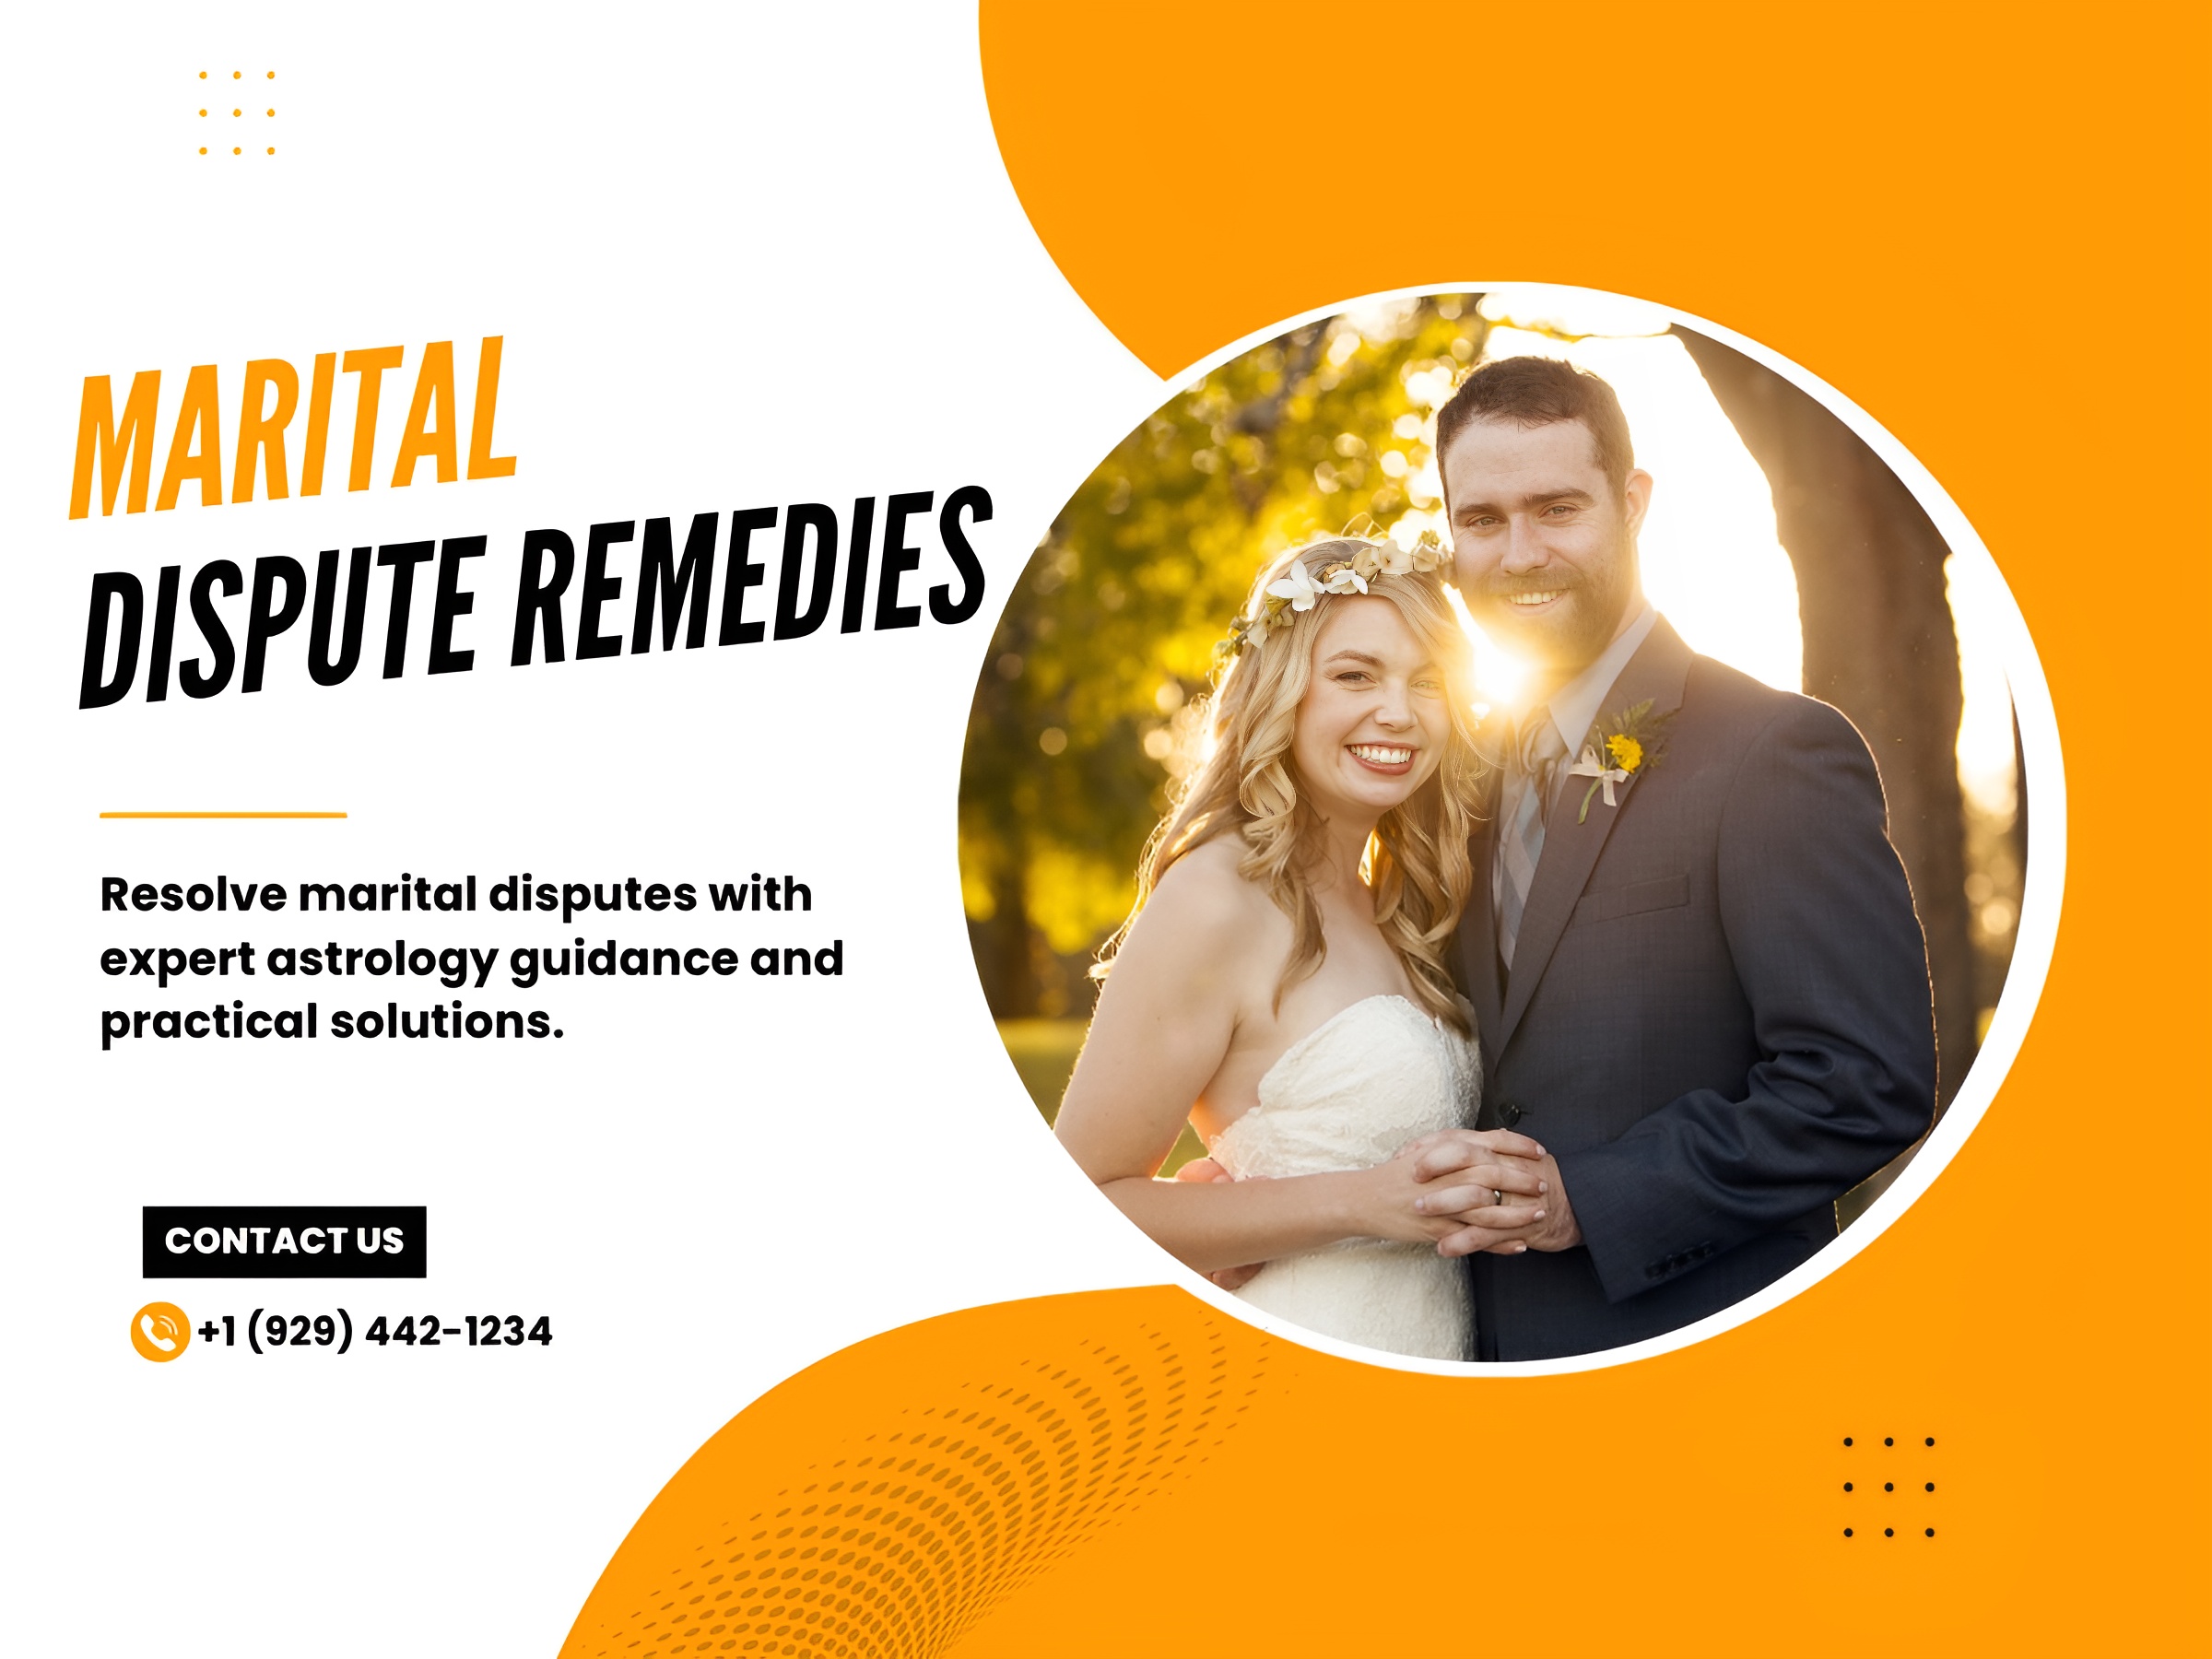 MARITAL
DISPUTE REMEDIES
Resolve marital disputes with
expert astrology guidance and
practical solutions.
CONTACT US
+1 (929) 442-1234